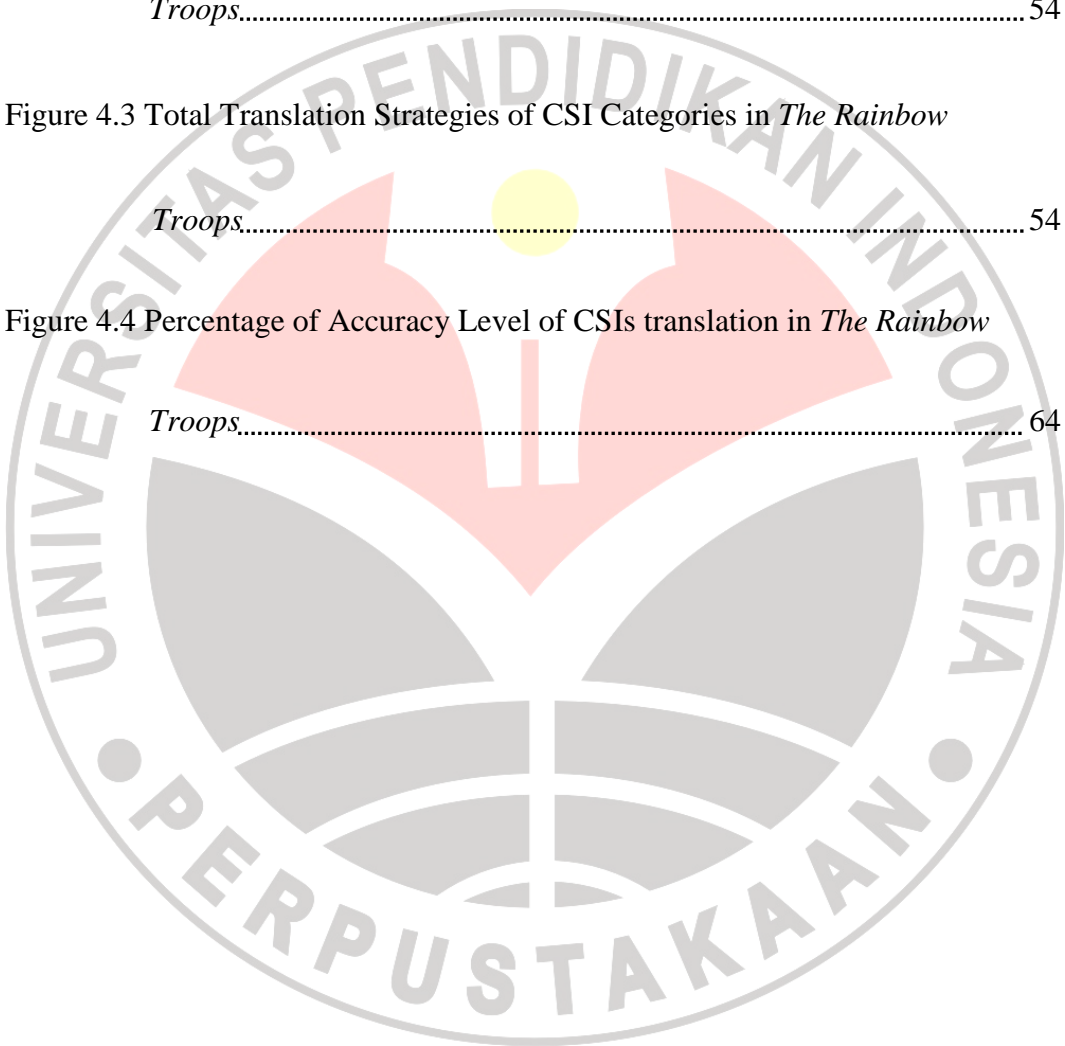 Troops 54
Figure 4.3 Total Translation Strategies of CSI Categories in The Rainbow
Troops 54
Figure 4.4 Percentage of Accuracy Level of CSIs translation in The Rainbow
Troops 64
UNIVERSITAS PENDIDIKAN INDONESIA
PERPUSTAKAAN